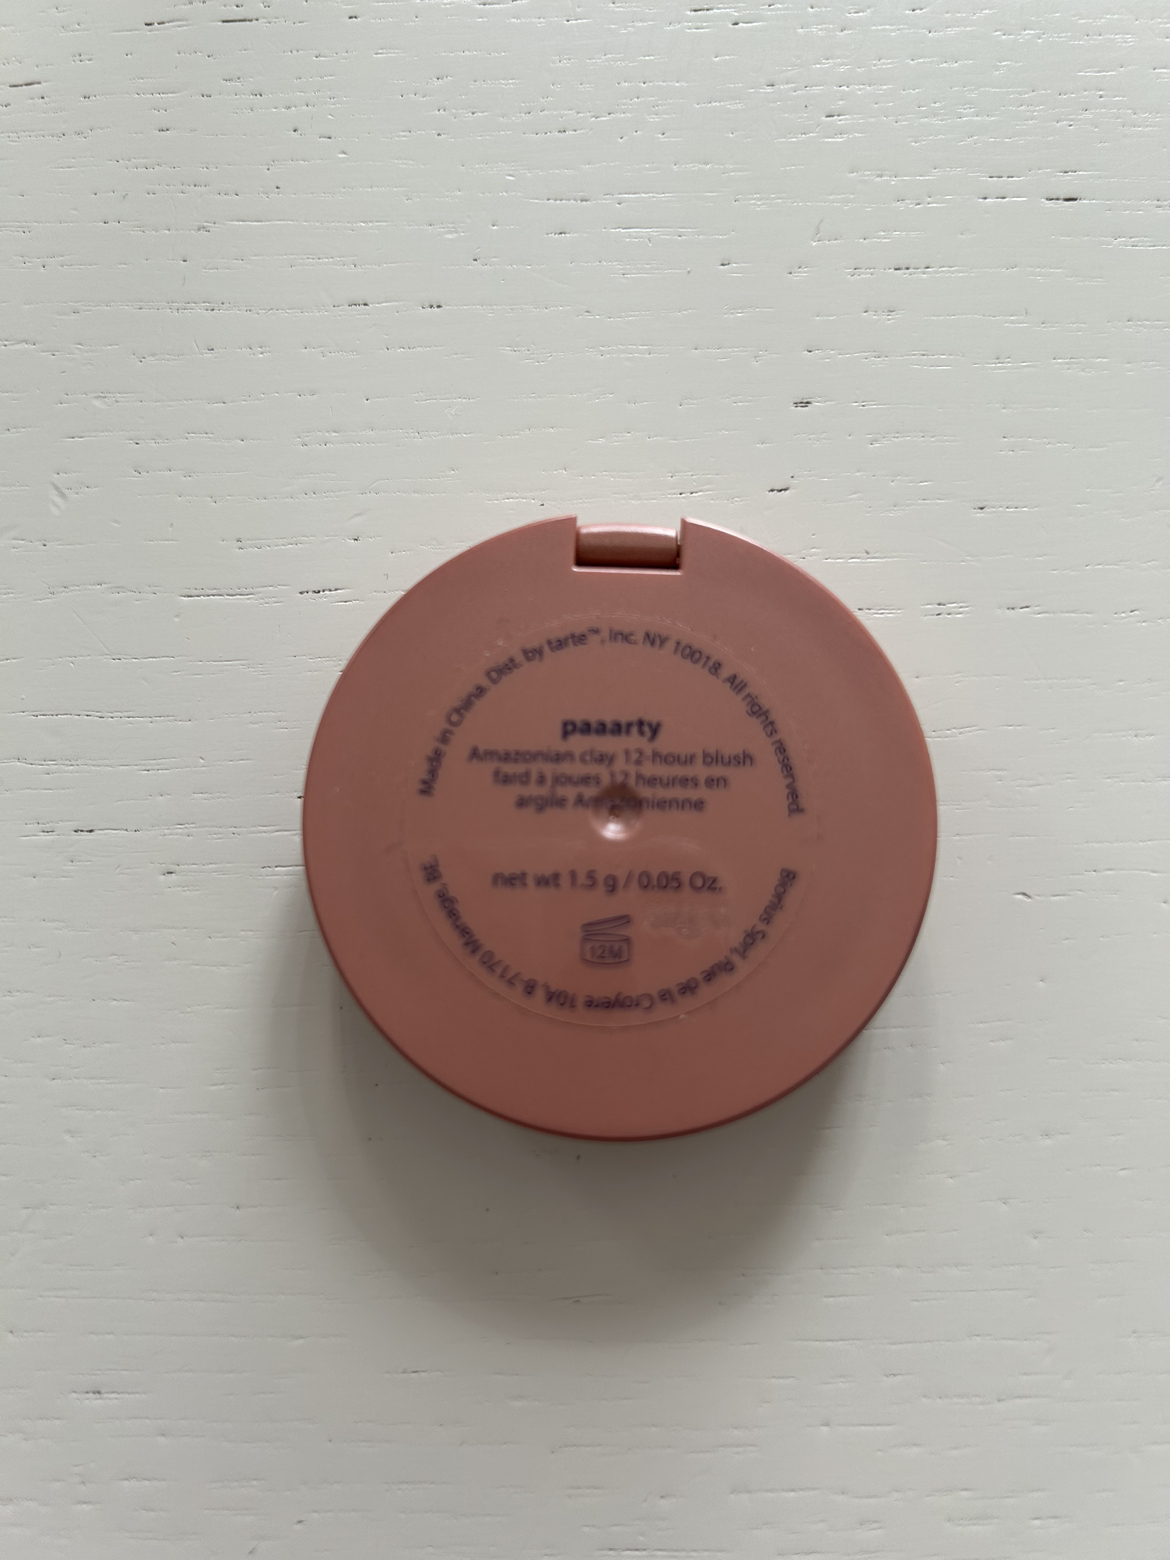 Made in China. Dist. by tarte™, Inc. NY 10018. All rights reserved.
paaarty
Amazonian clay 12-hour blush
fard à joues 12 heures en
argile Amazonienne
net wt 1.5 g / 0.05 Oz.
12M
Biorius Sprl, Rue de la Croyere 10A, B-7170 Manage, BE.